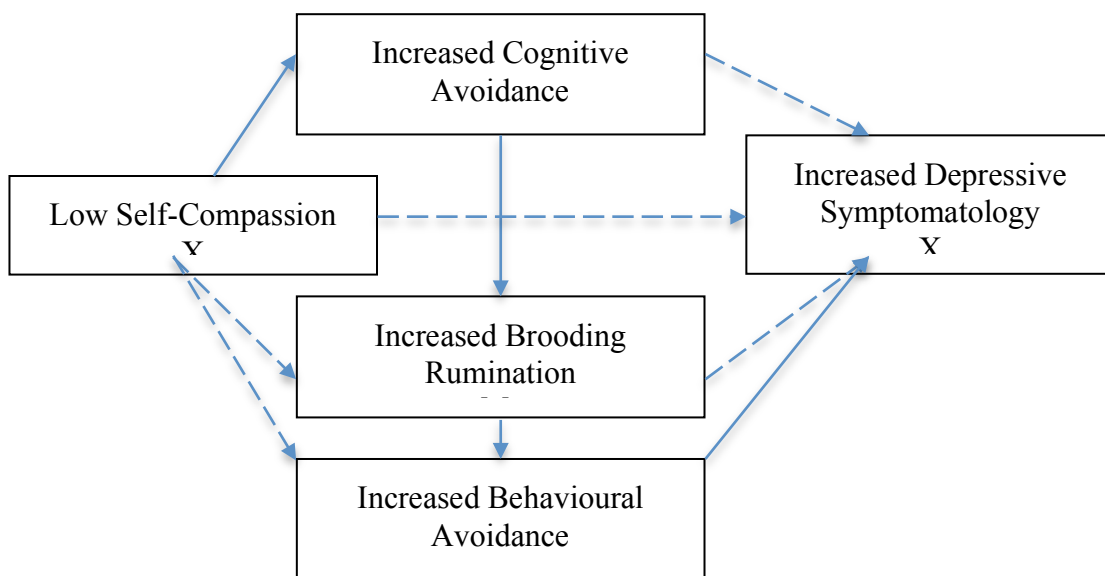 Increased Cognitive
Avoidance
Increased Depressive
Symptomatology
Low Self-Compassion
Increased Brooding
Rumination
Increased Behavioural
Avoidance